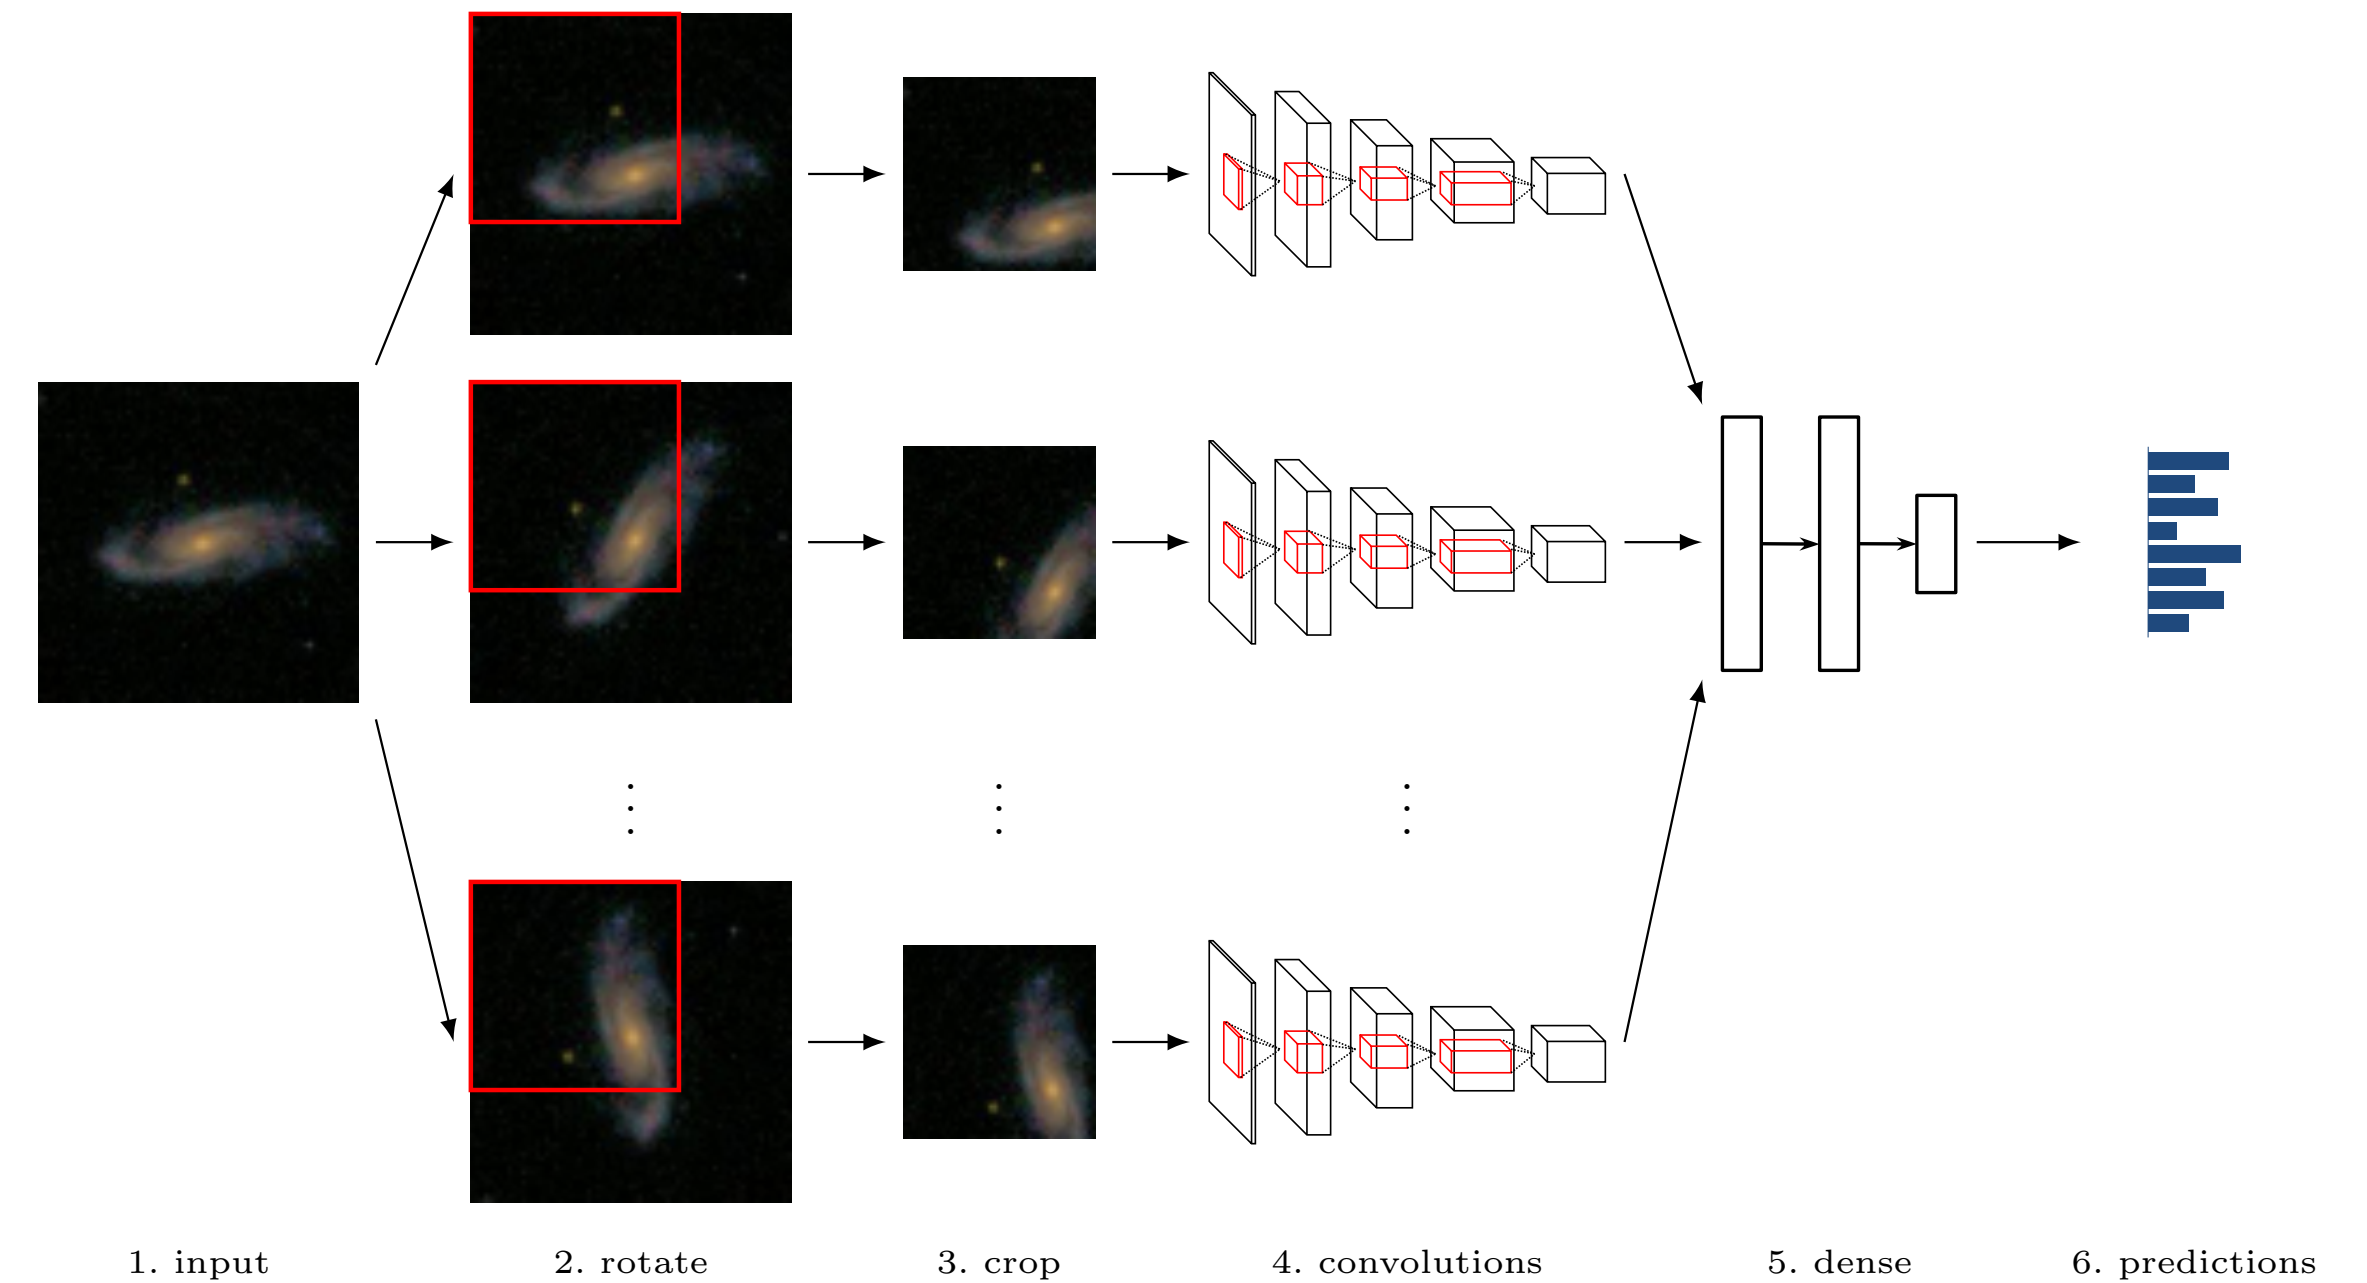 1. input 2. rotate 3. crop 4. convolutions 5. dense 6. predictions